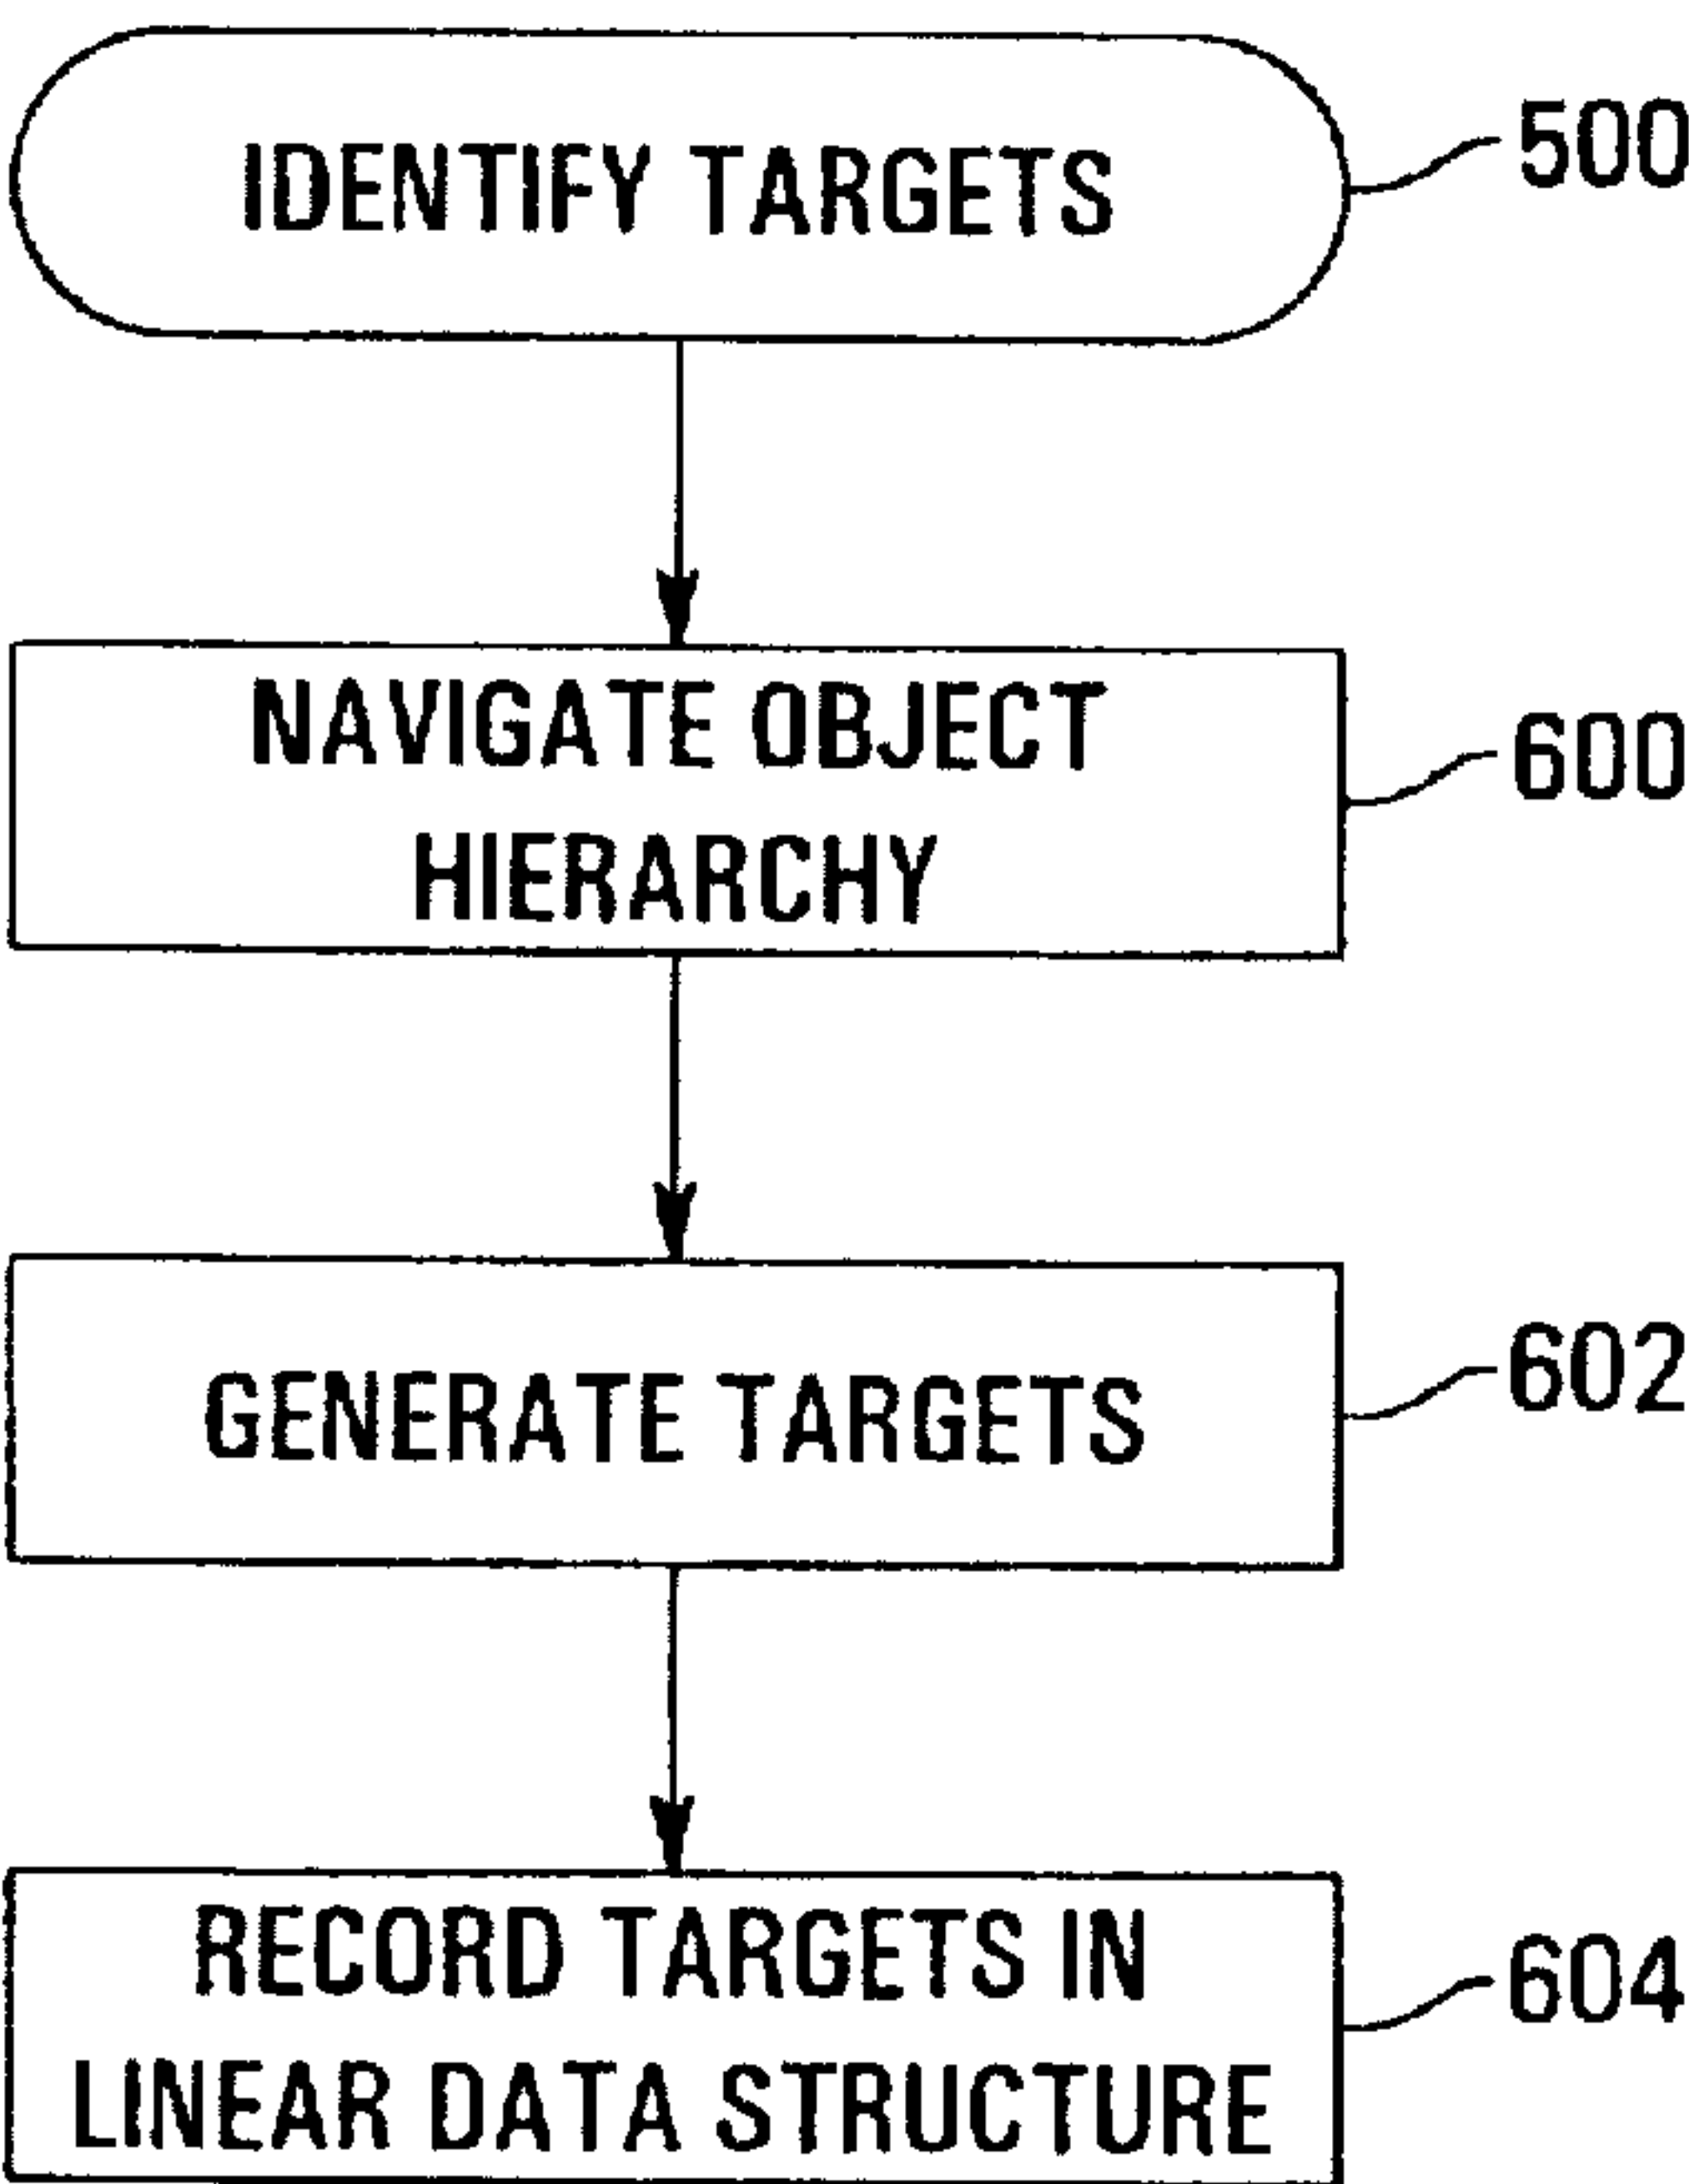 IDENTIFY TARGETS
500
NAVIGATE OBJECT
HIERARCHY
600
GENERATE TARGETS
602
RECORD TARGETS IN
LINEAR DATA STRUCTURE
604